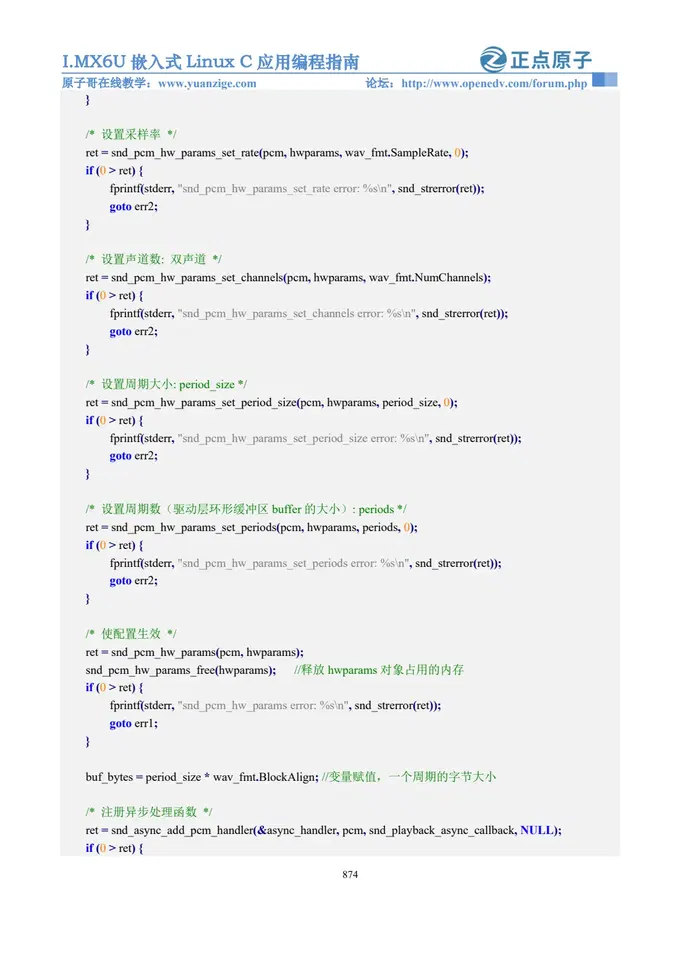 I.MX6U 嵌入式 Linux C 应用编程指南
正点原子
原子哥在线教学：www.yuanzige.com 论坛：http://www.openedv.com/forum.php
}
/* 设置采样率 */
ret = snd_pcm_hw_params_set_rate(pcm, hwparams, wav_fmt.SampleRate, 0);
if (0 > ret) {
fprintf(stderr, "snd_pcm_hw_params_set_rate error: %s\n", snd_strerror(ret));
goto err2;
}
/* 设置声道数: 双声道 */
ret = snd_pcm_hw_params_set_channels(pcm, hwparams, wav_fmt.NumChannels);
if (0 > ret) {
fprintf(stderr, "snd_pcm_hw_params_set_channels error: %s\n", snd_strerror(ret));
goto err2;
}
/* 设置周期大小: period_size */
ret = snd_pcm_hw_params_set_period_size(pcm, hwparams, period_size, 0);
if (0 > ret) {
fprintf(stderr, "snd_pcm_hw_params_set_period_size error: %s\n", snd_strerror(ret));
goto err2;
}
/* 设置周期数（驱动层环形缓冲区 buffer 的大小）: periods */
ret = snd_pcm_hw_params_set_periods(pcm, hwparams, periods, 0);
if (0 > ret) {
fprintf(stderr, "snd_pcm_hw_params_set_periods error: %s\n", snd_strerror(ret));
goto err2;
}
/* 使配置生效 */
ret = snd_pcm_hw_params(pcm, hwparams);
snd_pcm_hw_params_free(hwparams); //释放 hwparams 对象占用的内存
if (0 > ret) {
fprintf(stderr, "snd_pcm_hw_params error: %s\n", snd_strerror(ret));
goto err1;
}
buf_bytes = period_size * wav_fmt.BlockAlign; //变量赋值，一个周期的字节大小
/* 注册异步处理函数 */
ret = snd_async_add_pcm_handler(&async_handler, pcm, snd_playback_async_callback, NULL);
if (0 > ret) {
874